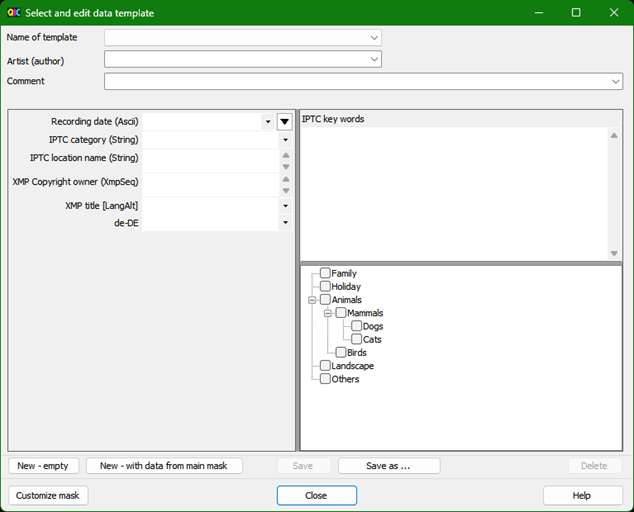 QIC Select and edit data template
Name of template
Artist (author)
Comment
Recording date (Ascii)
IPTC category (String)
IPTC location name (String)
XMP Copyright owner (XmpSeq)
XMP title [LangAlt]
de-DE
IPTC key words
Family
Holiday
Animals
Mammals
Dogs
Cats
Birds
Landscape
Others
New - empty
New - with data from main mask
Save
Save as ...
Delete
Customize mask
Close
Help